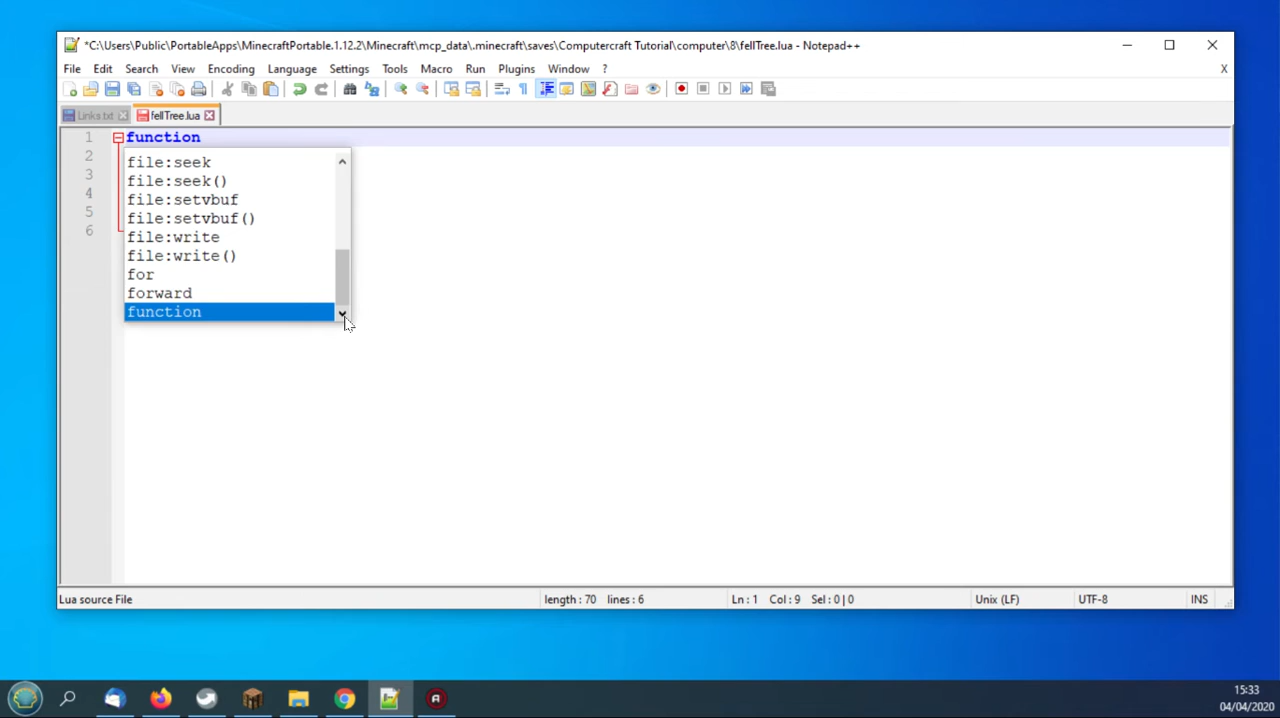 *C:\Users\Public\PortableApps\MinecraftPortable.1.12.2\Minecraft\mcp_data\.minecraft\saves\Computercraft Tutorial\computer\8\fellTree.lua - Notepad++
File Edit Search View Encoding Language Settings Tools Macro Run Plugins Window ? X
Links.txt fellTree.lua
1 function
2
3
4
5
6
file:seek
file:seek()
file:setvbuf
file:setvbuf()
file:write
file:write()
for
forward
function
Lua source File length : 70 lines : 6 Ln : 1 Col : 9 Sel : 0 | 0 Unix (LF) UTF-8 INS
15:33
04/04/2020